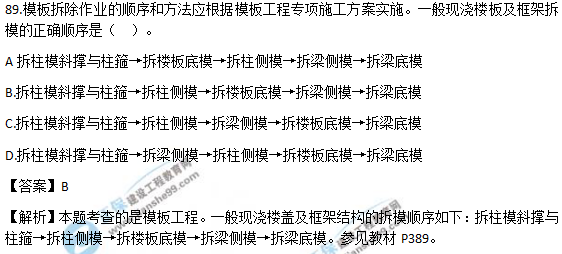 89.模板拆除作业的顺序和方法应根据模板工程专项施工方案实施。一般现浇楼板及框架拆
模的正确顺序是（    ）。
A 拆柱模斜撑与柱箍→拆楼板底模→拆柱侧模→拆梁侧模→拆梁底模
B.拆柱模斜撑与柱箍→拆柱侧模→拆楼板底模→拆梁侧模→拆梁底模
C.拆柱模斜撑与柱箍→拆柱侧模→拆梁侧模→拆楼板底模→拆梁底模
D.拆柱模斜撑与柱箍→拆梁侧模→拆柱侧模→拆楼板底模→拆梁底模
【答案】B
【解析】本题考查的是模板工程。一般现浇楼盖及框架结构的拆模顺序如下：拆柱模斜撑与
柱箍→拆柱侧模→拆楼板底模→拆梁侧模→拆梁底模。参见教材 P389。
建设工程教育网